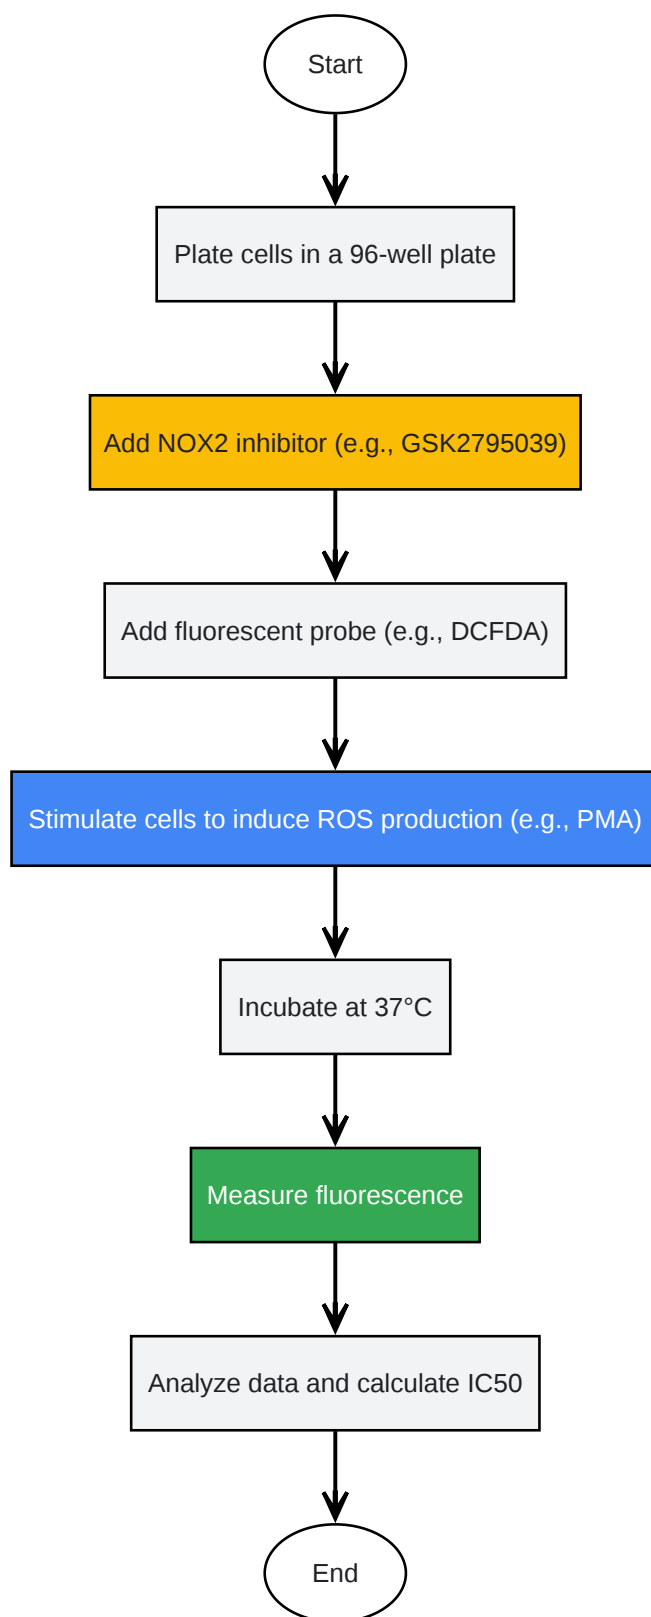 Start
Plate cells in a 96-well plate
Add NOX2 inhibitor (e.g., GSK2795039)
Add fluorescent probe (e.g., DCFDA)
Stimulate cells to induce ROS production (e.g., PMA)
Incubate at 37°C
Measure fluorescence
Analyze data and calculate IC50
End